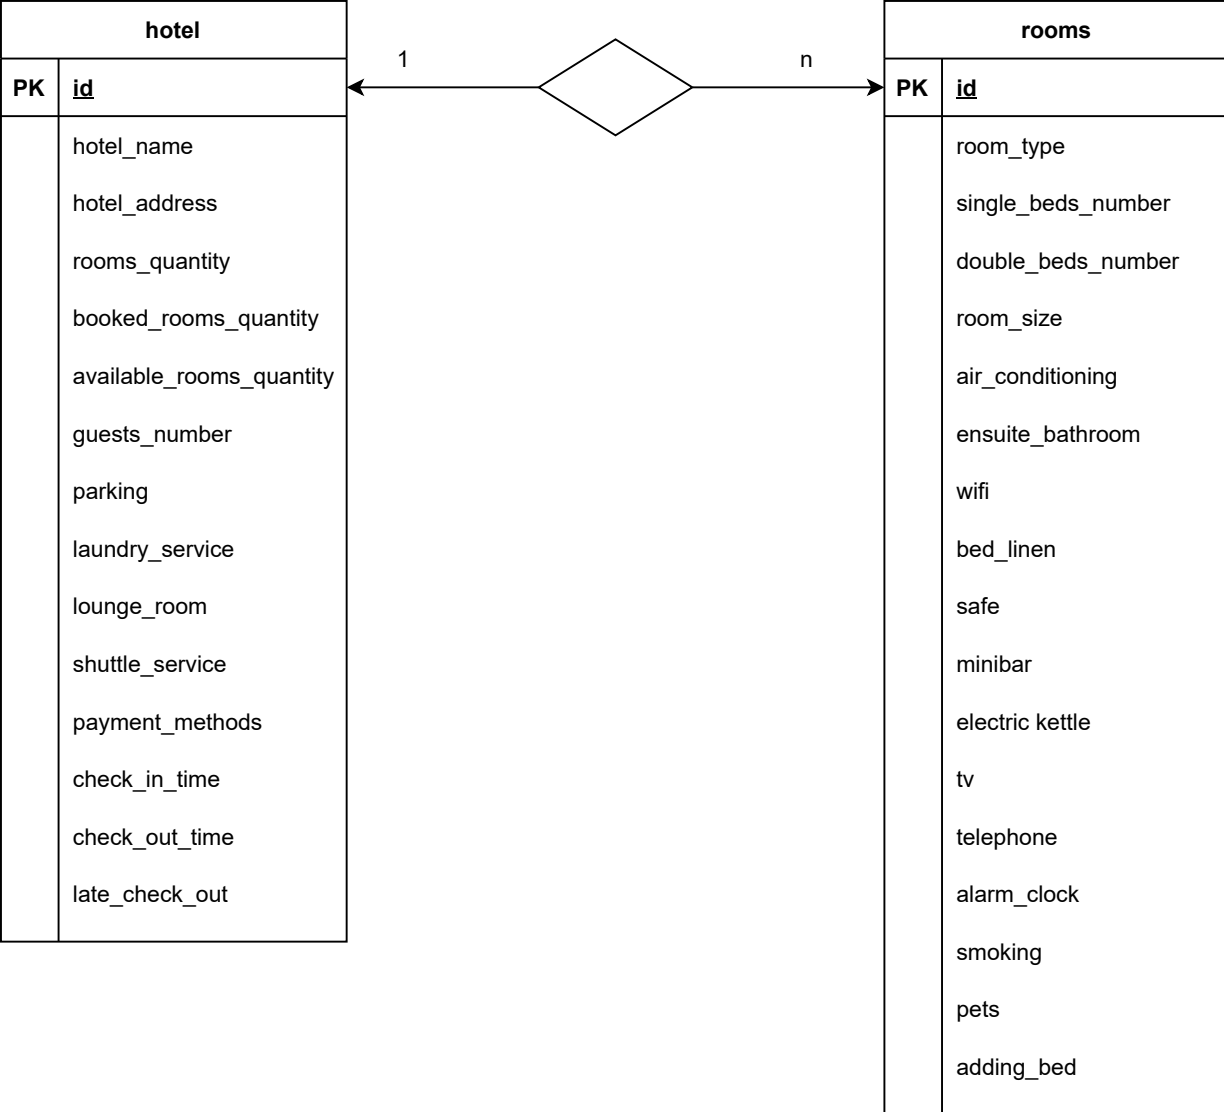 hotel
PK id
hotel_name
hotel_address
rooms_quantity
booked_rooms_quantity
available_rooms_quantity
guests_number
parking
laundry_service
lounge_room
shuttle_service
payment_methods
check_in_time
check_out_time
late_check_out
1
n
rooms
PK id
room_type
single_beds_number
double_beds_number
room_size
air_conditioning
ensuite_bathroom
wifi
bed_linen
safe
minibar
electric kettle
tv
telephone
alarm_clock
smoking
pets
adding_bed